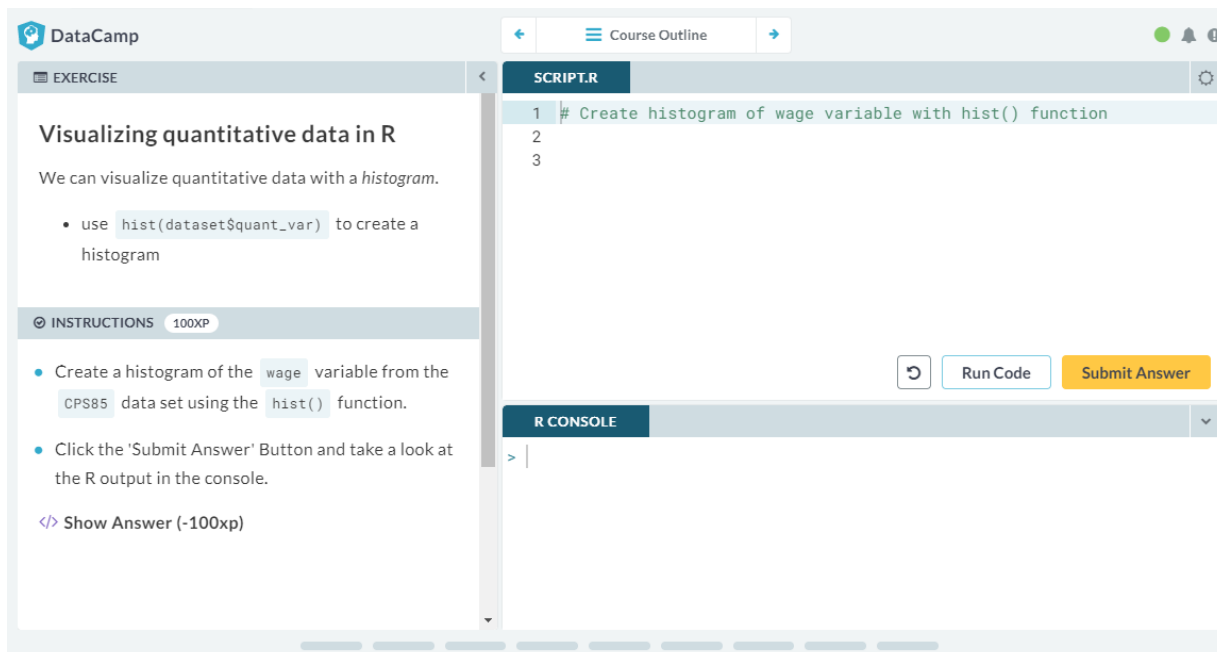 DataCamp
Course Outline
EXERCISE
Visualizing quantitative data in R
We can visualize quantitative data with a histogram.
• use hist(dataset$quant_var) to create a
histogram
INSTRUCTIONS 100XP
• Create a histogram of the wage variable from the
CPS85 data set using the hist() function.
• Click the 'Submit Answer' Button and take a look at
the R output in the console.
</> Show Answer (-100xp)
SCRIPT.R
1 # Create histogram of wage variable with hist() function
2
3
Run Code Submit Answer
R CONSOLE
>